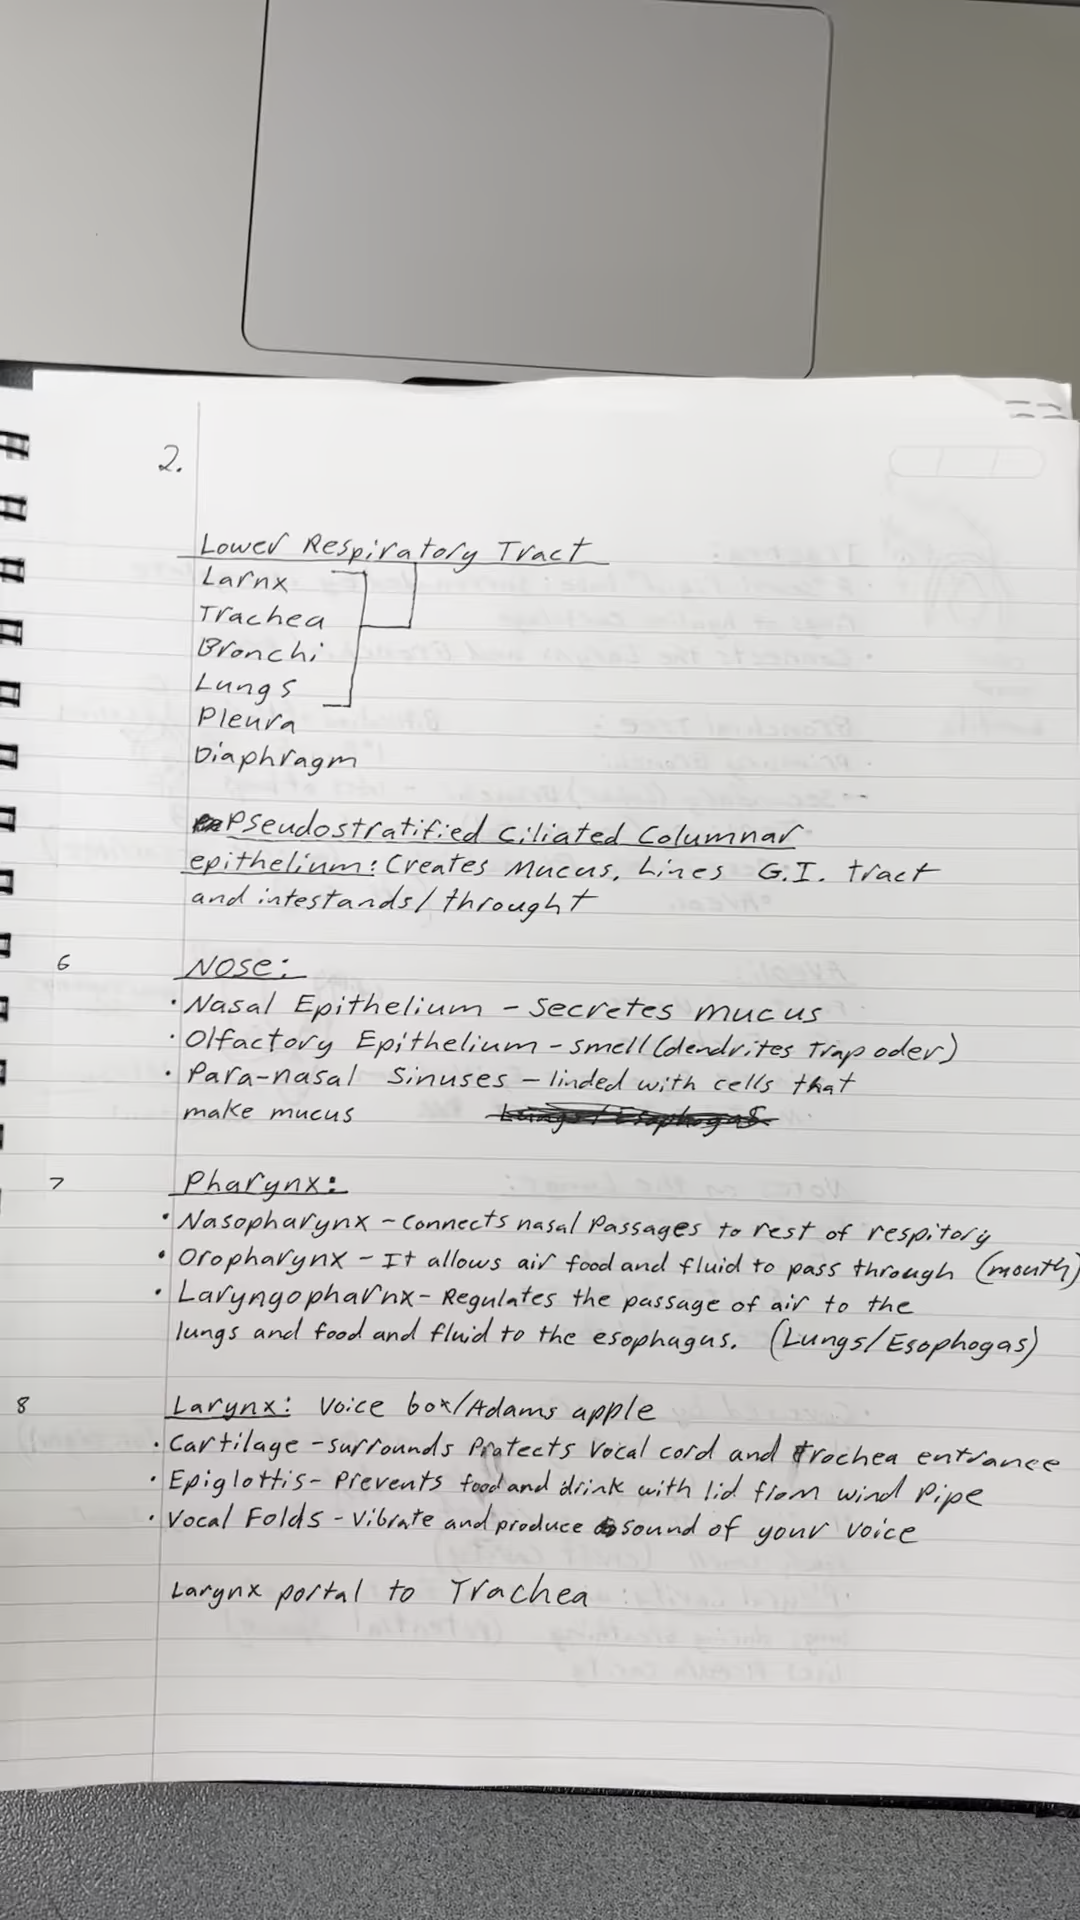 2.
Lower Respiratory Tract
Larnx
Trachea
Bronchi
Lungs
Pleura
Diaphragm
Pseudostratified Ciliated Columnar
epithelium: Creates Mucus, Lines G.I. tract
and intestands/throught
6 Nose:
· Nasal Epithelium - Secretes mucus
· Olfactory Epithelium - smell (dendrites Trap oder)
· Para-nasal Sinuses - linded with cells that
make mucus Lungs/Esophogas
7 Pharynx:
· Nasopharynx - Connects nasal Passages to rest of respitory
· Oropharynx - It allows air food and fluid to pass through (mouth)
· Laryngopharnx - Regulates the passage of air to the
lungs and food and fluid to the esophagus. (Lungs/Esophogas)
8 Larynx: Voice box/Adams apple
· Cartilage - surrounds Protects Vocal cord and trochea entrance
· Epiglottis - Prevents food and drink with lid from wind Pipe
· Vocal Folds - Vibrate and produce sound of your Voice
Larynx portal to Trachea